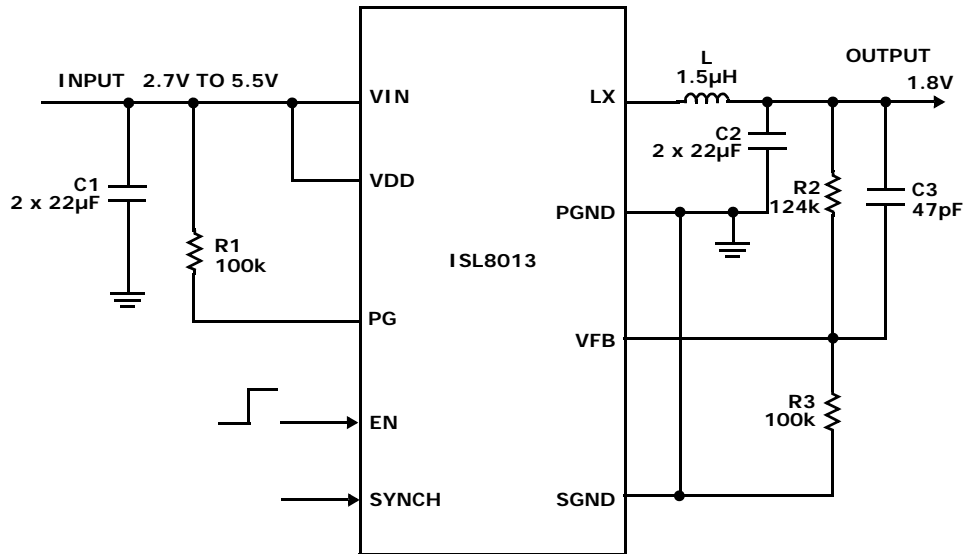 INPUT 2.7V TO 5.5V
C1
2 x 22µF
R1
100k
VIN
VDD
PG
EN
SYNCH
ISL8013
LX
PGND
VFB
SGND
L
1.5µH
OUTPUT
1.8V
C2
2 x 22µF
R2
124k
C3
47pF
R3
100k